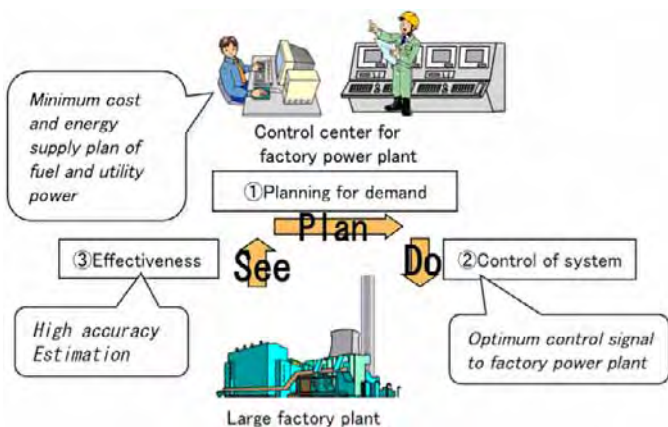 Minimum cost
and energy
supply plan of
fuel and utility
power
Control center for
factory power plant
①Planning for demand
Plan
③Effectiveness
See
Do
②Control of system
High accuracy
Estimation
Optimum control signal
to factory power plant
Large factory plant